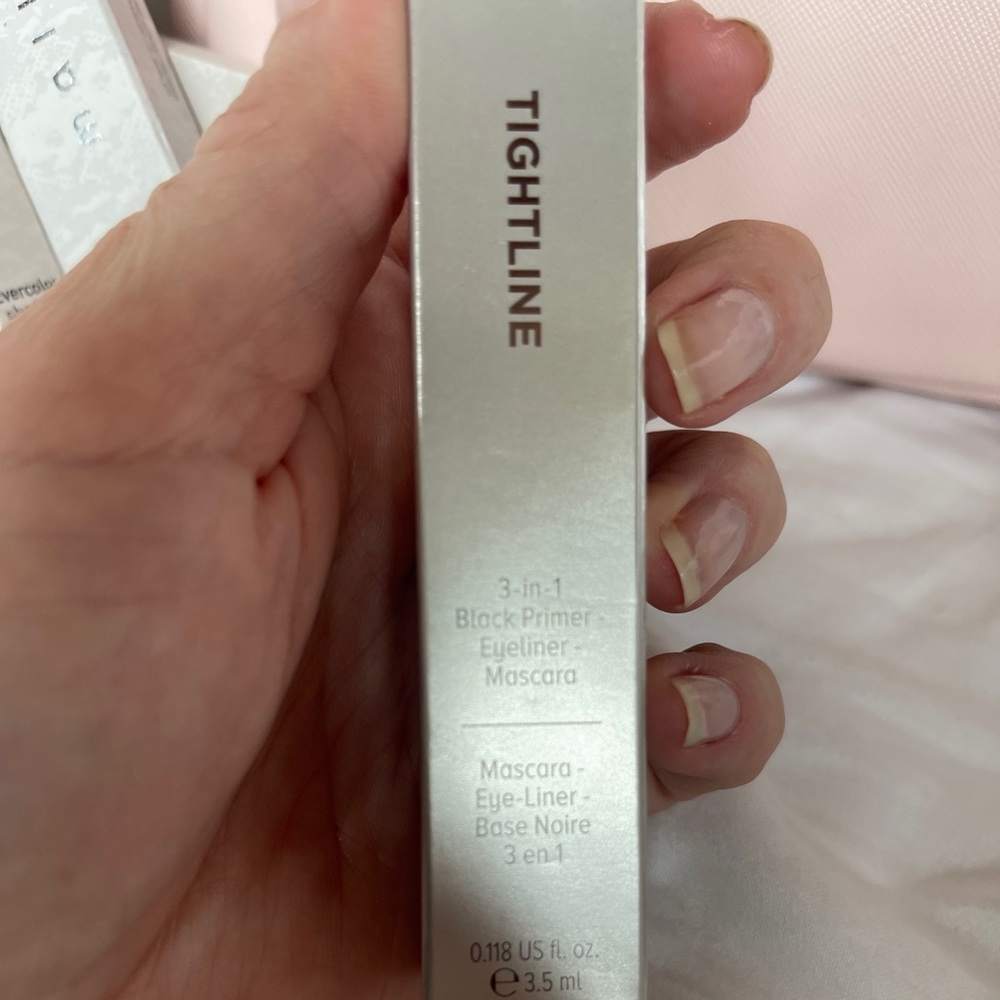 TIGHTLINE
3-in-1
Black Primer -
Eyeliner -
Mascara
Mascara -
Eye-Liner -
Base Noire
3 en 1
0.118 US fl. oz.
e 3.5 ml